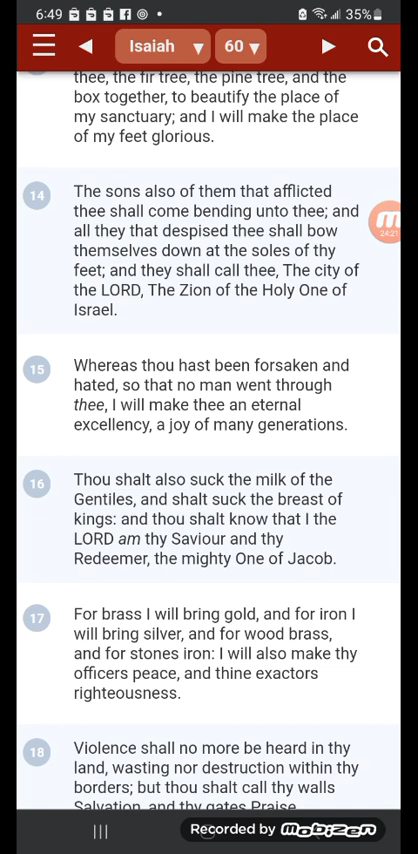 6:49 35%
Isaiah 60
thee, the fir tree, the pine tree, and the
box together, to beautify the place of
my sanctuary; and I will make the place
of my feet glorious.
14 The sons also of them that afflicted
thee shall come bending unto thee; and
all they that despised thee shall bow
themselves down at the soles of thy
feet; and they shall call thee, The city of
the LORD, The Zion of the Holy One of
Israel.
24:21
15 Whereas thou hast been forsaken and
hated, so that no man went through
thee, I will make thee an eternal
excellency, a joy of many generations.
16 Thou shalt also suck the milk of the
Gentiles, and shalt suck the breast of
kings: and thou shalt know that I the
LORD am thy Saviour and thy
Redeemer, the mighty One of Jacob.
17 For brass I will bring gold, and for iron I
will bring silver, and for wood brass,
and for stones iron: I will also make thy
officers peace, and thine exactors
righteousness.
18 Violence shall no more be heard in thy
land, wasting nor destruction within thy
borders; but thou shalt call thy walls
Salvation, and thy gates Praise
Recorded by mobizen